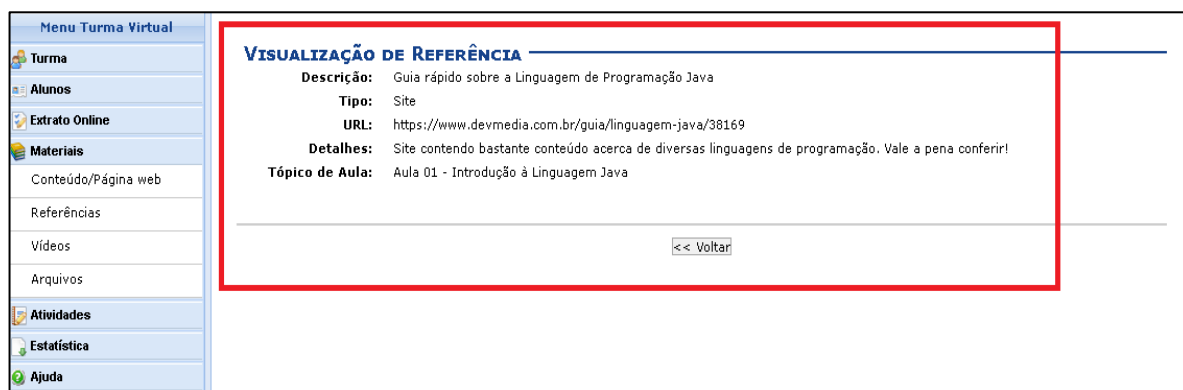 Menu Turma Virtual
Turma
Alunos
Extrato Online
Materiais
Conteúdo/Página web
Referências
Vídeos
Arquivos
Atividades
Estatística
Ajuda
Visualização de Referência
Descrição: Guia rápido sobre a Linguagem de Programação Java
Tipo: Site
URL: https://www.devmedia.com.br/guia/linguagem-java/38169
Detalhes: Site contendo bastante conteúdo acerca de diversas linguagens de programação. Vale a pena conferir!
Tópico de Aula: Aula 01 - Introdução à Linguagem Java
<< Voltar